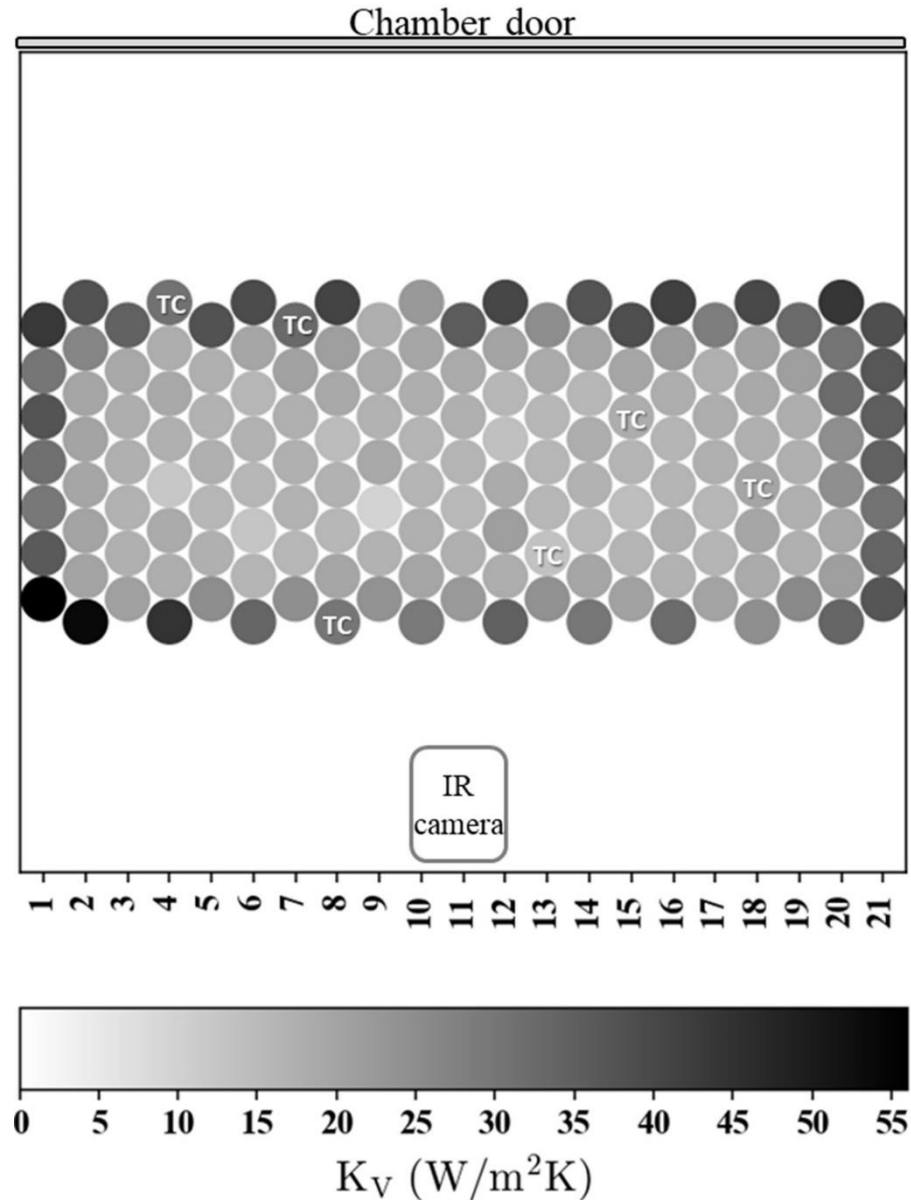 Chamber door
TC
TC
TC
TC
TC
TC
IR
camera
1 2 3 4 5 6 7 8 9 10 11 12 13 14 15 16 17 18 19 20 21
0 5 10 15 20 25 30 35 40 45 50 55
K_V (W/m²K)